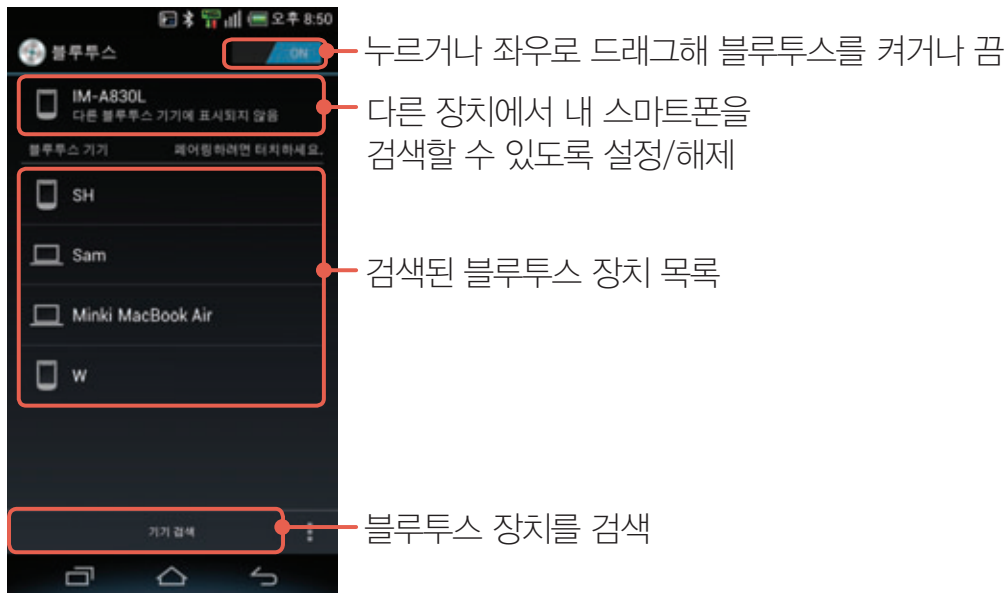 오후 8:50
블루투스
ON
누르거나 좌우로 드래그해 블루투스를 켜거나 끔
IM-A830L
다른 블루투스 기기에 표시되지 않음
다른 장치에서 내 스마트폰을
검색할 수 있도록 설정/해제
블루투스 기기
페어링하려면 터치하세요.
SH
Sam
검색된 블루투스 장치 목록
Minki MacBook Air
W
기기 검색
블루투스 장치를 검색